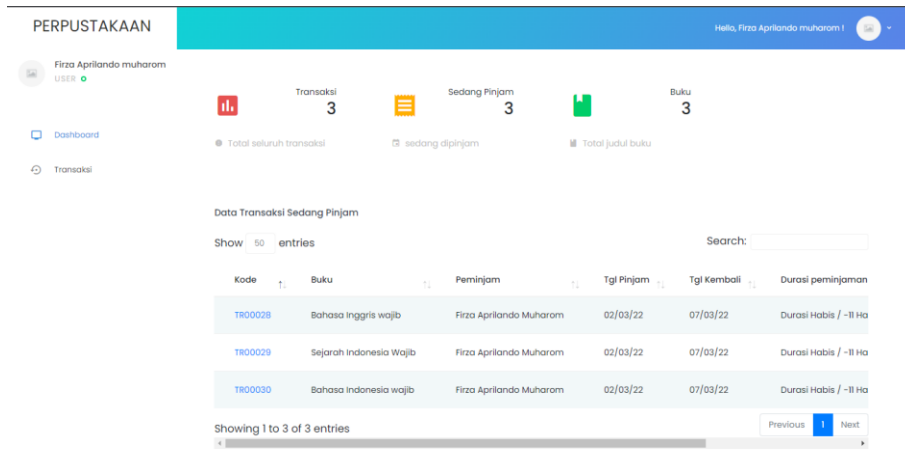 PERPUSTAKAAN
Hello, Firza Aprilando muharom !
Firza Aprilando muharom
USER
Dashboard
Transaksi
Transaksi
3
Total seluruh transaksi
Sedang Pinjam
3
sedang dipinjam
Buku
3
Total judul buku
Data Transaksi Sedang Pinjam
Show 50 entries
Search:
Kode Buku Peminjam Tgl Pinjam Tgl Kembali Durasi peminjaman
TR00028 Bahasa Inggris wajib Firza Aprilando Muharom 02/03/22 07/03/22 Durasi Habis / -11 Ha
TR00029 Sejarah Indonesia Wajib Firza Aprilando Muharom 02/03/22 07/03/22 Durasi Habis / -11 Ha
TR00030 Bahasa Indonesia wajib Firza Aprilando Muharom 02/03/22 07/03/22 Durasi Habis / -11 Ha
Showing 1 to 3 of 3 entries
Previous 1 Next